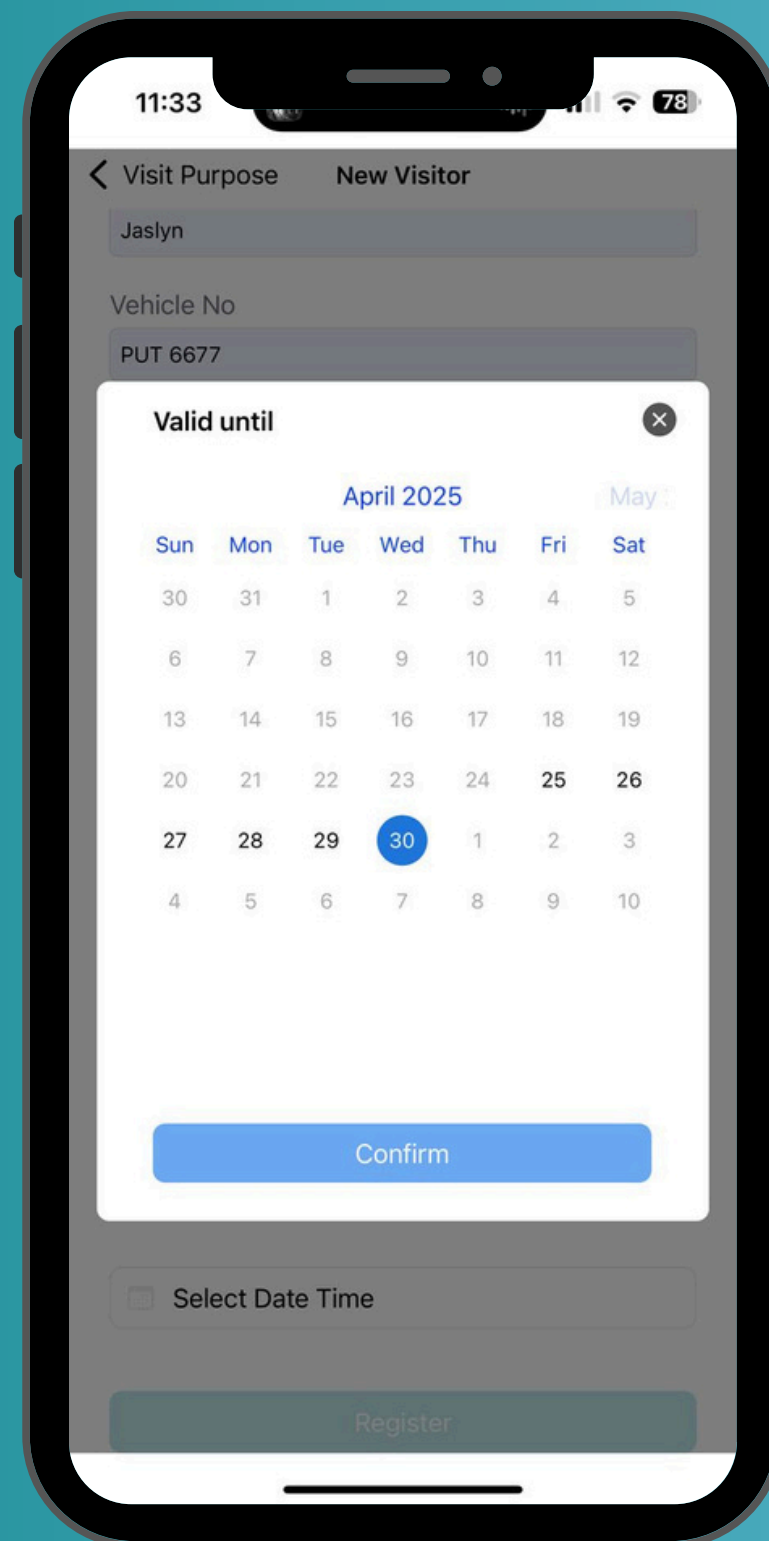 11:33 78
Visit Purpose New Visitor
Jaslyn
Vehicle No
PUT 6677
Valid until
April 2025 May
Sun Mon Tue Wed Thu Fri Sat
30 31 1 2 3 4 5
6 7 8 9 10 11 12
13 14 15 16 17 18 19
20 21 22 23 24 25 26
27 28 29 30 1 2 3
4 5 6 7 8 9 10
Confirm
Select Date Time
Register